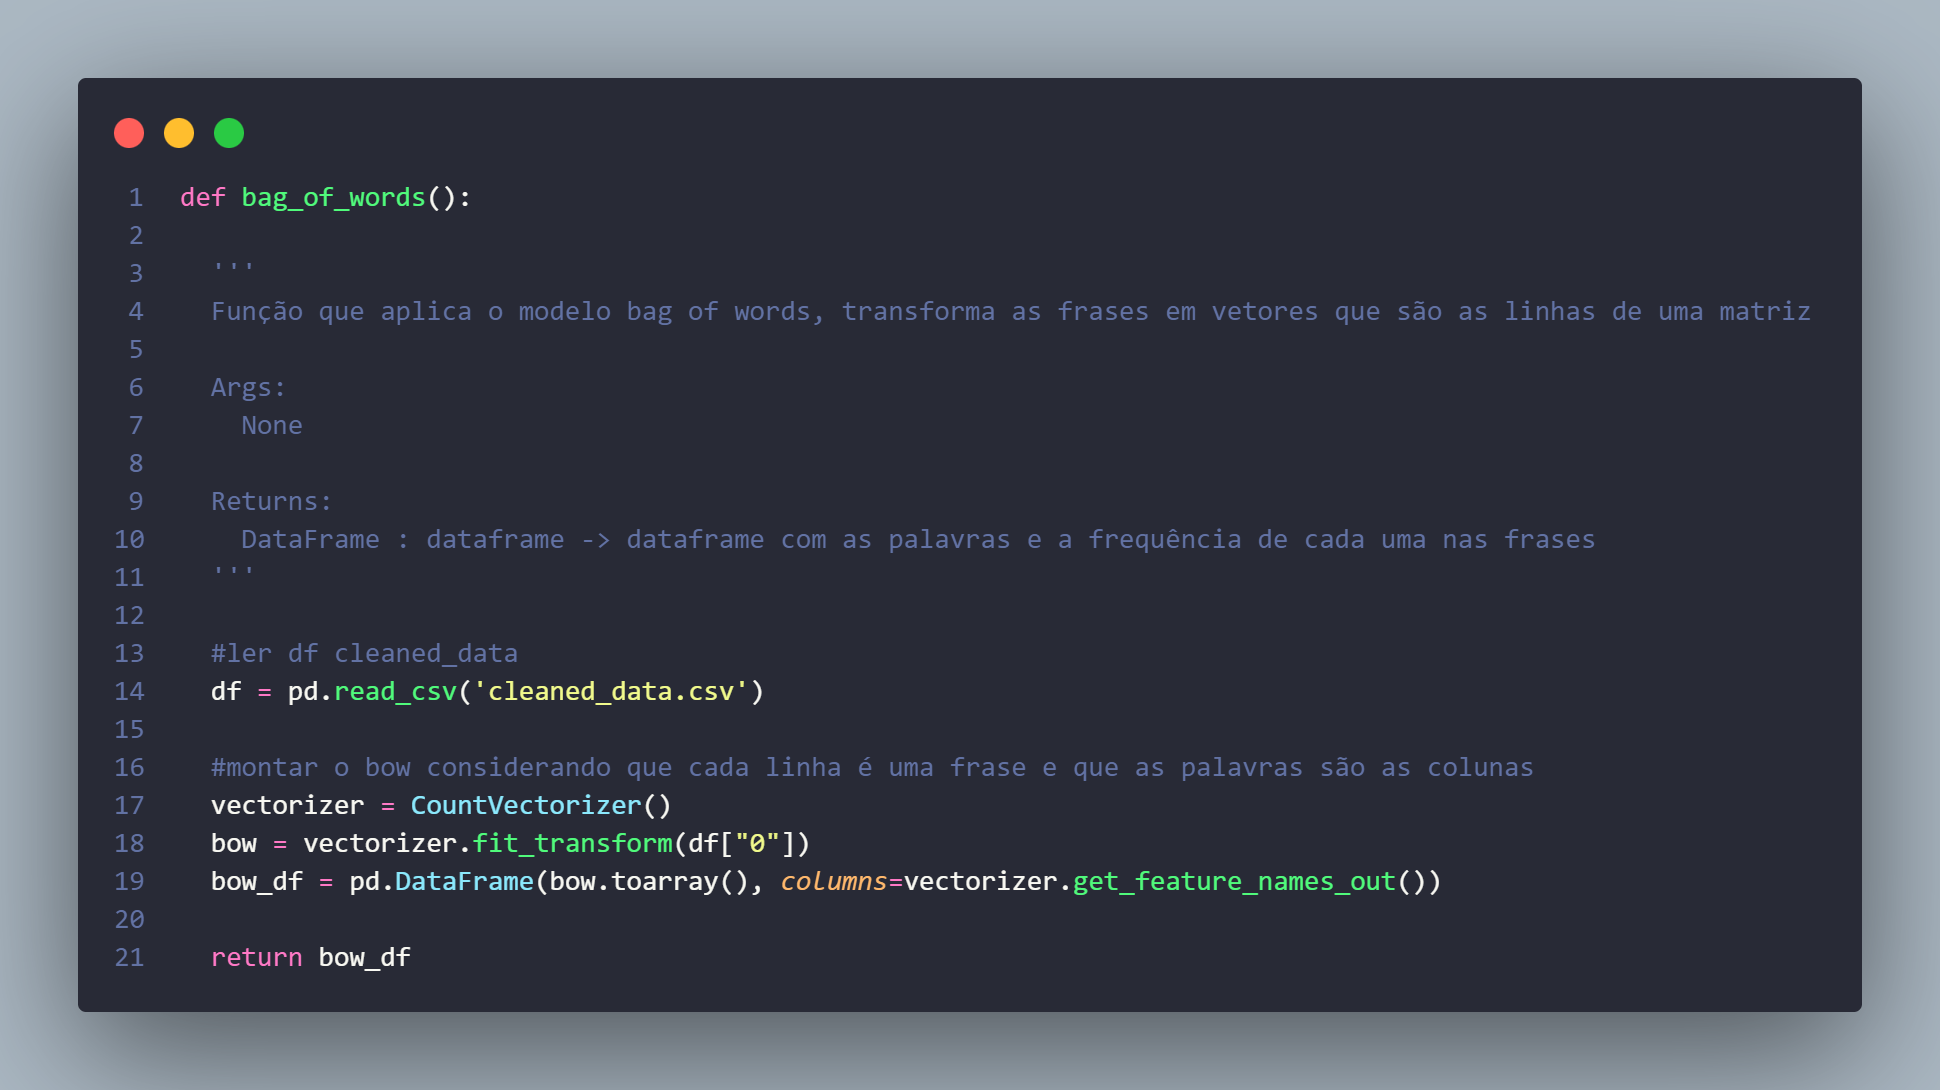 1 def bag_of_words():
2
3   '''
4   Função que aplica o modelo bag of words, transforma as frases em vetores que são as linhas de uma matriz
5
6   Args:
7     None
8
9   Returns:
10     DataFrame : dataframe -> dataframe com as palavras e a frequência de cada uma nas frases
11   '''
12
13   #ler df cleaned_data
14   df = pd.read_csv('cleaned_data.csv')
15
16   #montar o bow considerando que cada linha é uma frase e que as palavras são as colunas
17   vectorizer = CountVectorizer()
18   bow = vectorizer.fit_transform(df["0"])
19   bow_df = pd.DataFrame(bow.toarray(), columns=vectorizer.get_feature_names_out())
20
21   return bow_df